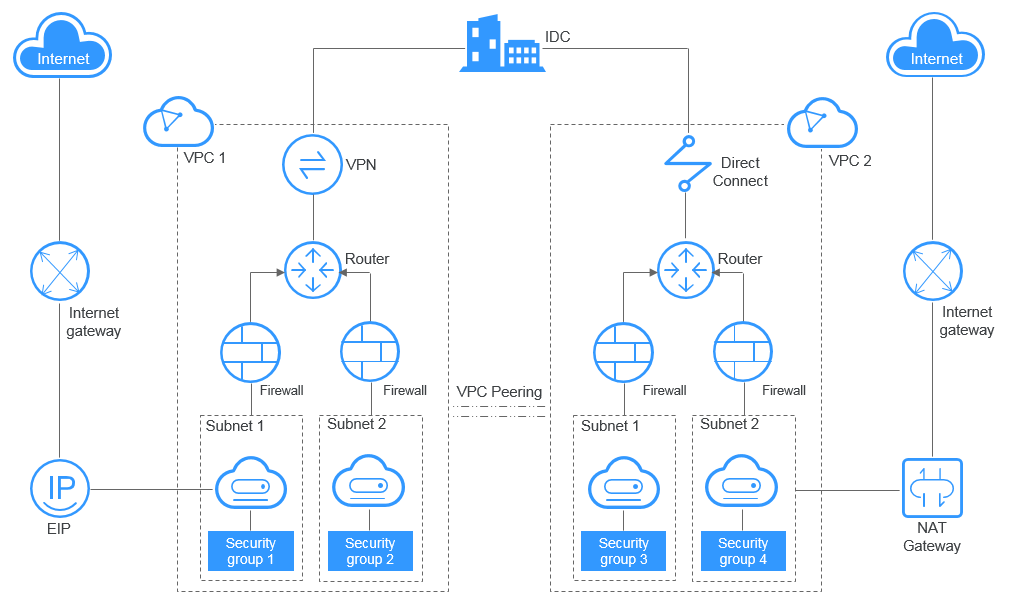 IDC
Internet
Internet
VPC 1
VPN
Direct
Connect
VPC 2
Router
Router
Internet
gateway
Internet
gateway
Firewall
Firewall
VPC Peering
Firewall
Firewall
Subnet 1
Subnet 2
Subnet 1
Subnet 2
IP
EIP
NAT
Gateway
Security
group 1
Security
group 2
Security
group 3
Security
group 4